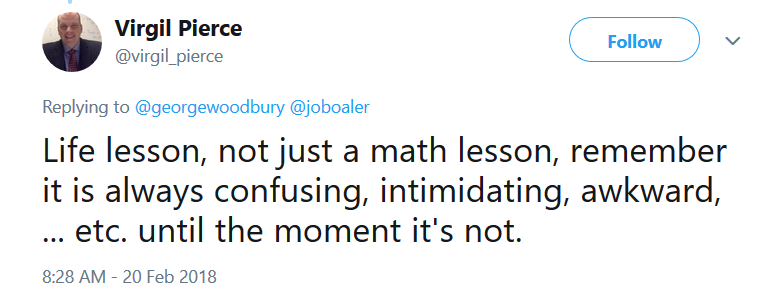 Virgil Pierce
@virgil_pierce
Follow
Replying to @georgewoodbury @joboaler
Life lesson, not just a math lesson, remember
it is always confusing, intimidating, awkward,
... etc. until the moment it's not.
8:28 AM - 20 Feb 2018